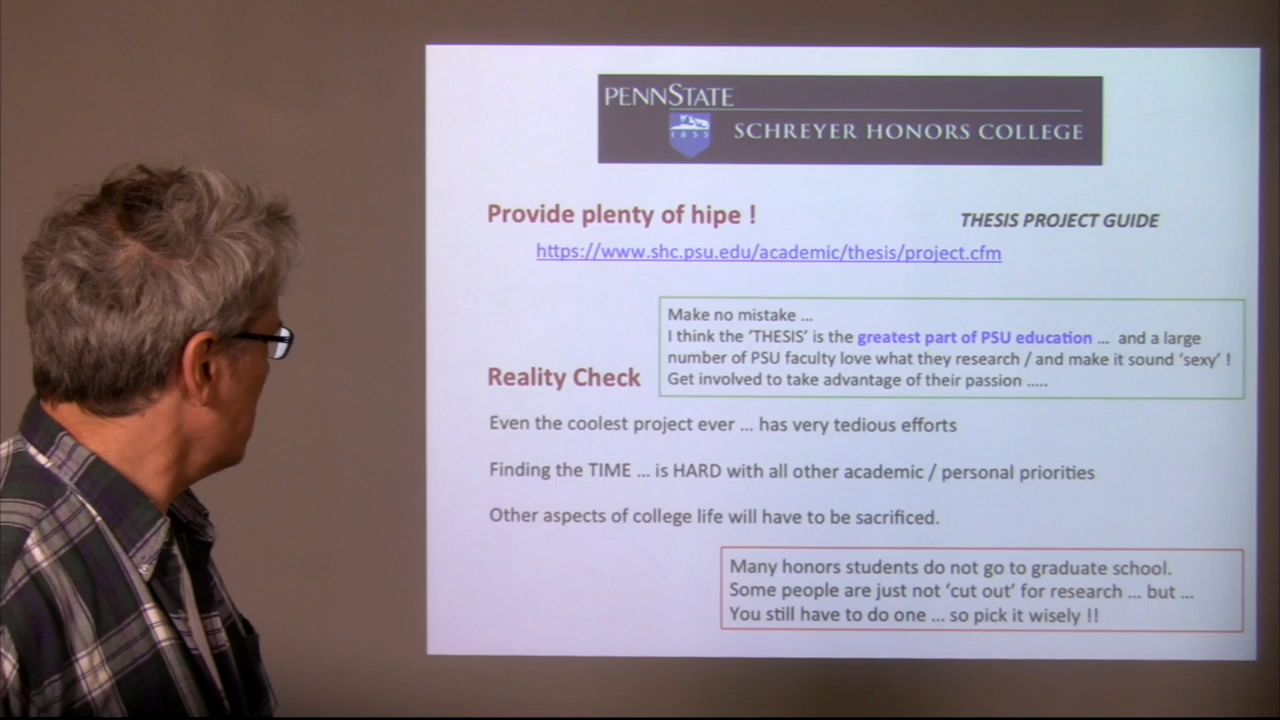 PENNSTATE
1855
SCHREYER HONORS COLLEGE
Provide plenty of hipe !
THESIS PROJECT GUIDE
https://www.shc.psu.edu/academic/thesis/project.cfm
Make no mistake ...
I think the ‘THESIS’ is the greatest part of PSU education ... and a large
number of PSU faculty love what they research / and make it sound ‘sexy’ !
Get involved to take advantage of their passion .....
Reality Check
Even the coolest project ever ... has very tedious efforts
Finding the TIME ... is HARD with all other academic / personal priorities
Other aspects of college life will have to be sacrificed.
Many honors students do not go to graduate school.
Some people are just not ‘cut out’ for research ... but ...
You still have to do one ... so pick it wisely !!